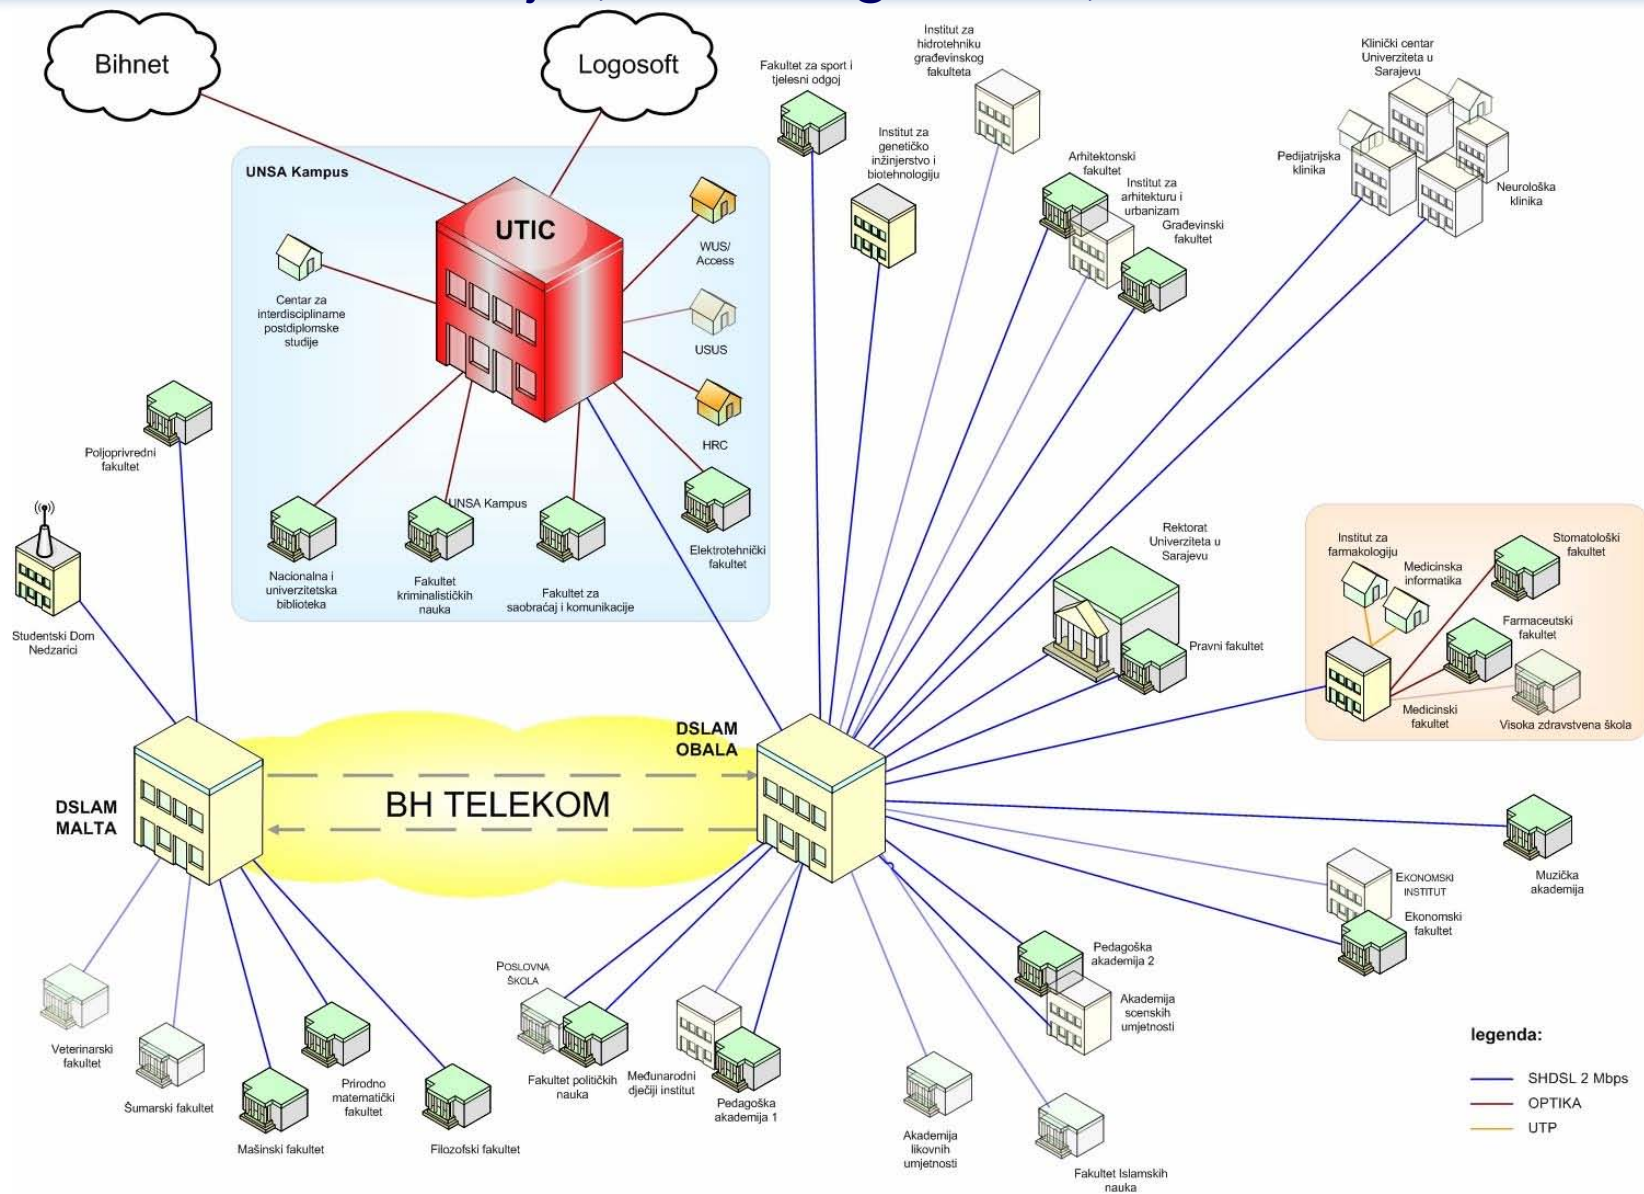 Bihnet
Logosoft
Fakultet za sport i
tjelesni odgoj
Institut za
hidrotehniku
građevinskog
fakulteta
Klinički centar
Univerziteta u
Sarajevu
Institut za
genetičko
inžinjerstvo i
biotehnologiju
Arhitektonski
fakultet
Institut za
arhitekturu i
urbanizam
Građevinski
fakultet
Pedijatrijska
klinika
Neurološka
klinika
UNSA Kampus
UTIC
WUS/
Access
Centar za
interdisciplinarne
postdiplomske
studije
USUS
HRC
Poljoprivredni
fakultet
UNSA Kampus
Elektrotehnički
fakultet
Nacionalna i
univerzitetska
biblioteka
Fakultet
kriminalističkih
nauka
Fakultet za
saobraćaj i komunikacije
Studentski Dom
Nedzarici
Rektorat
Univerziteta u
Sarajevu
Pravni fakultet
Institut za
farmakologiju
Medicinska
informatika
Stomatološki
fakultet
Farmaceutski
fakultet
Medicinski
fakultet
Visoka zdravstvena škola
DSLAM
OBALA
DSLAM
MALTA
BH TELEKOM
Muzička
akademija
EKONOMSKI
INSTITUT
Ekonomski
fakultet
Pedagoška
akademija 2
Akademija
scenskih
umjetnosti
POSLOVNA
ŠKOLA
Veterinarski
fakultet
Šumarski fakultet
Mašinski fakultet
Prirodno
matematički
fakultet
Filozofski fakultet
Fakultet političkih
nauka
Međunarodni
dječiji institut
Pedagoška
akademija 1
Akademija
likovnih
umjetnosti
Fakultet Islamskih
nauka
legenda:
SHDSL 2 Mbps
OPTIKA
UTP